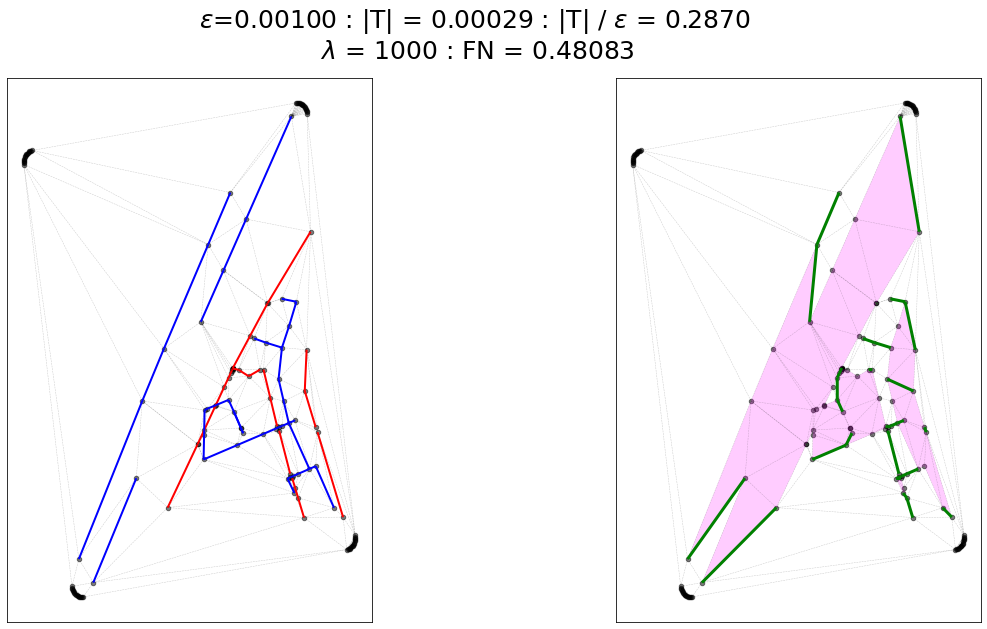 ε=0.00100 : |T| = 0.00029 : |T| / ε = 0.2870
λ = 1000 : FN = 0.48083